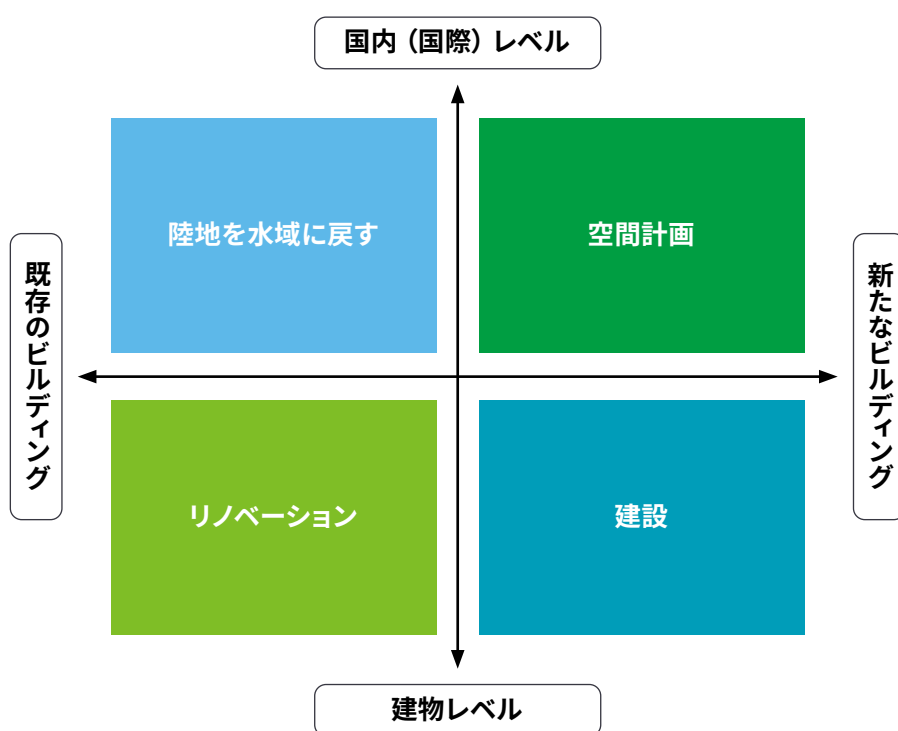 国内（国際）レベル
陸地を水域に戻す
空間計画
既存のビルディング
新たなビルディング
リノベーション
建設
建物レベル